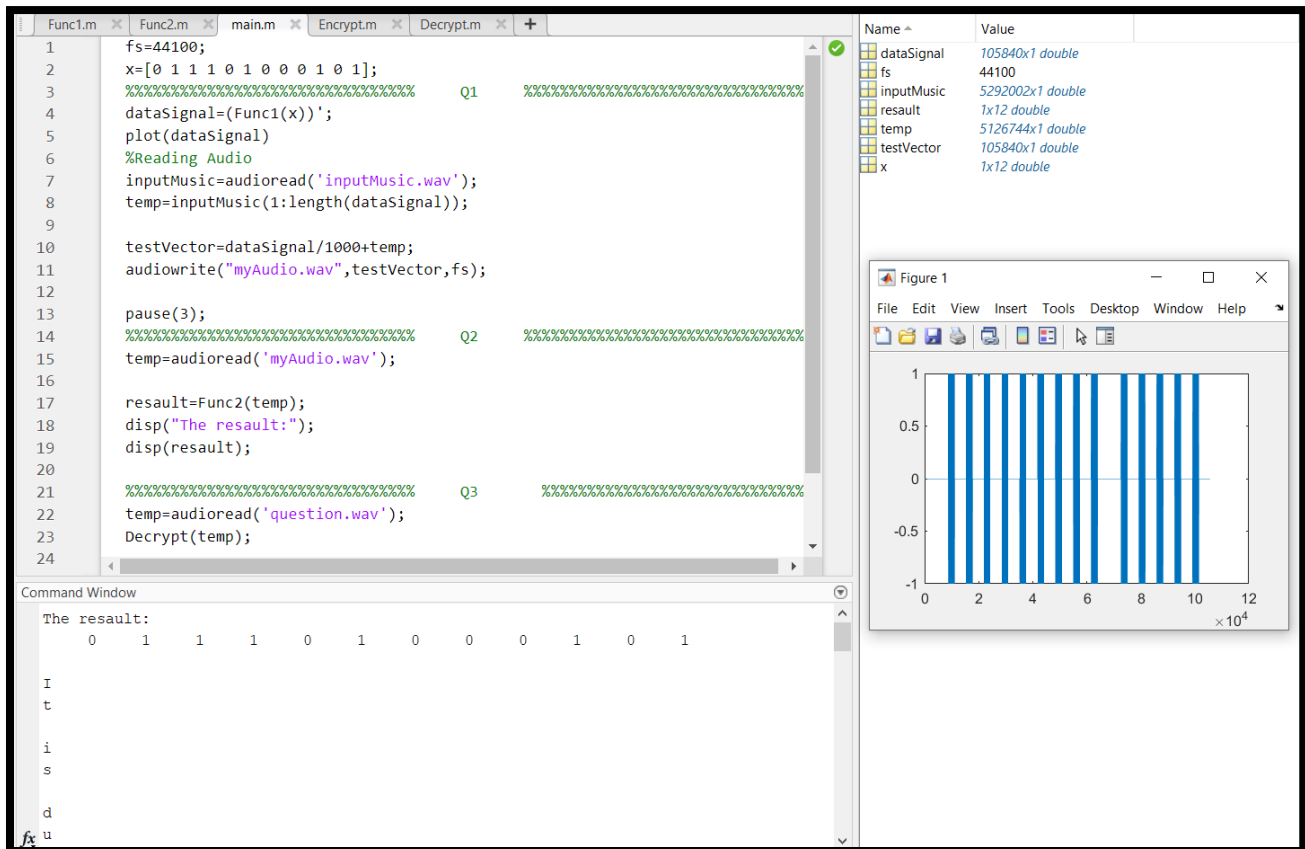 Func1.m × Func2.m × main.m × Encrypt.m × Decrypt.m × +
1 fs=44100;
2 x=[0 1 1 1 0 1 0 0 0 1 0 1];
3 %%%%%%%%%%%%%%%%%%%%%%%%%%%%%%%% Q1 %%%%%%%%%%%%%%%%%%%%%%%%%%%%%%%
4 dataSignal=(Func1(x))';
5 plot(dataSignal)
6 %Reading Audio
7 inputMusic=audioread('inputMusic.wav');
8 temp=inputMusic(1:length(dataSignal));
9
10 testVector=dataSignal/1000+temp;
11 audiowrite("myAudio.wav",testVector,fs);
12
13 pause(3);
14 %%%%%%%%%%%%%%%%%%%%%%%%%%%%%%%% Q2 %%%%%%%%%%%%%%%%%%%%%%%%%%%%%%%
15 temp=audioread('myAudio.wav');
16
17 resault=Func2(temp);
18 disp("The resault:");
19 disp(resault);
20
21 %%%%%%%%%%%%%%%%%%%%%%%%%%%%%%%% Q3 %%%%%%%%%%%%%%%%%%%%%%%%%%%%%
22 temp=audioread('question.wav');
23 Decrypt(temp);
24
Command Window
The resault:
0 1 1 1 0 1 0 0 0 1 0 1
I
t
i
s
d
fx u
Name Value
dataSignal 105840x1 double
fs 44100
inputMusic 5292002x1 double
resault 1x12 double
temp 5126744x1 double
testVector 105840x1 double
x 1x12 double
Figure 1
File Edit View Insert Tools Desktop Window Help
1
0.5
0
-0.5
-1
0 2 4 6 8 10 12
×10^4